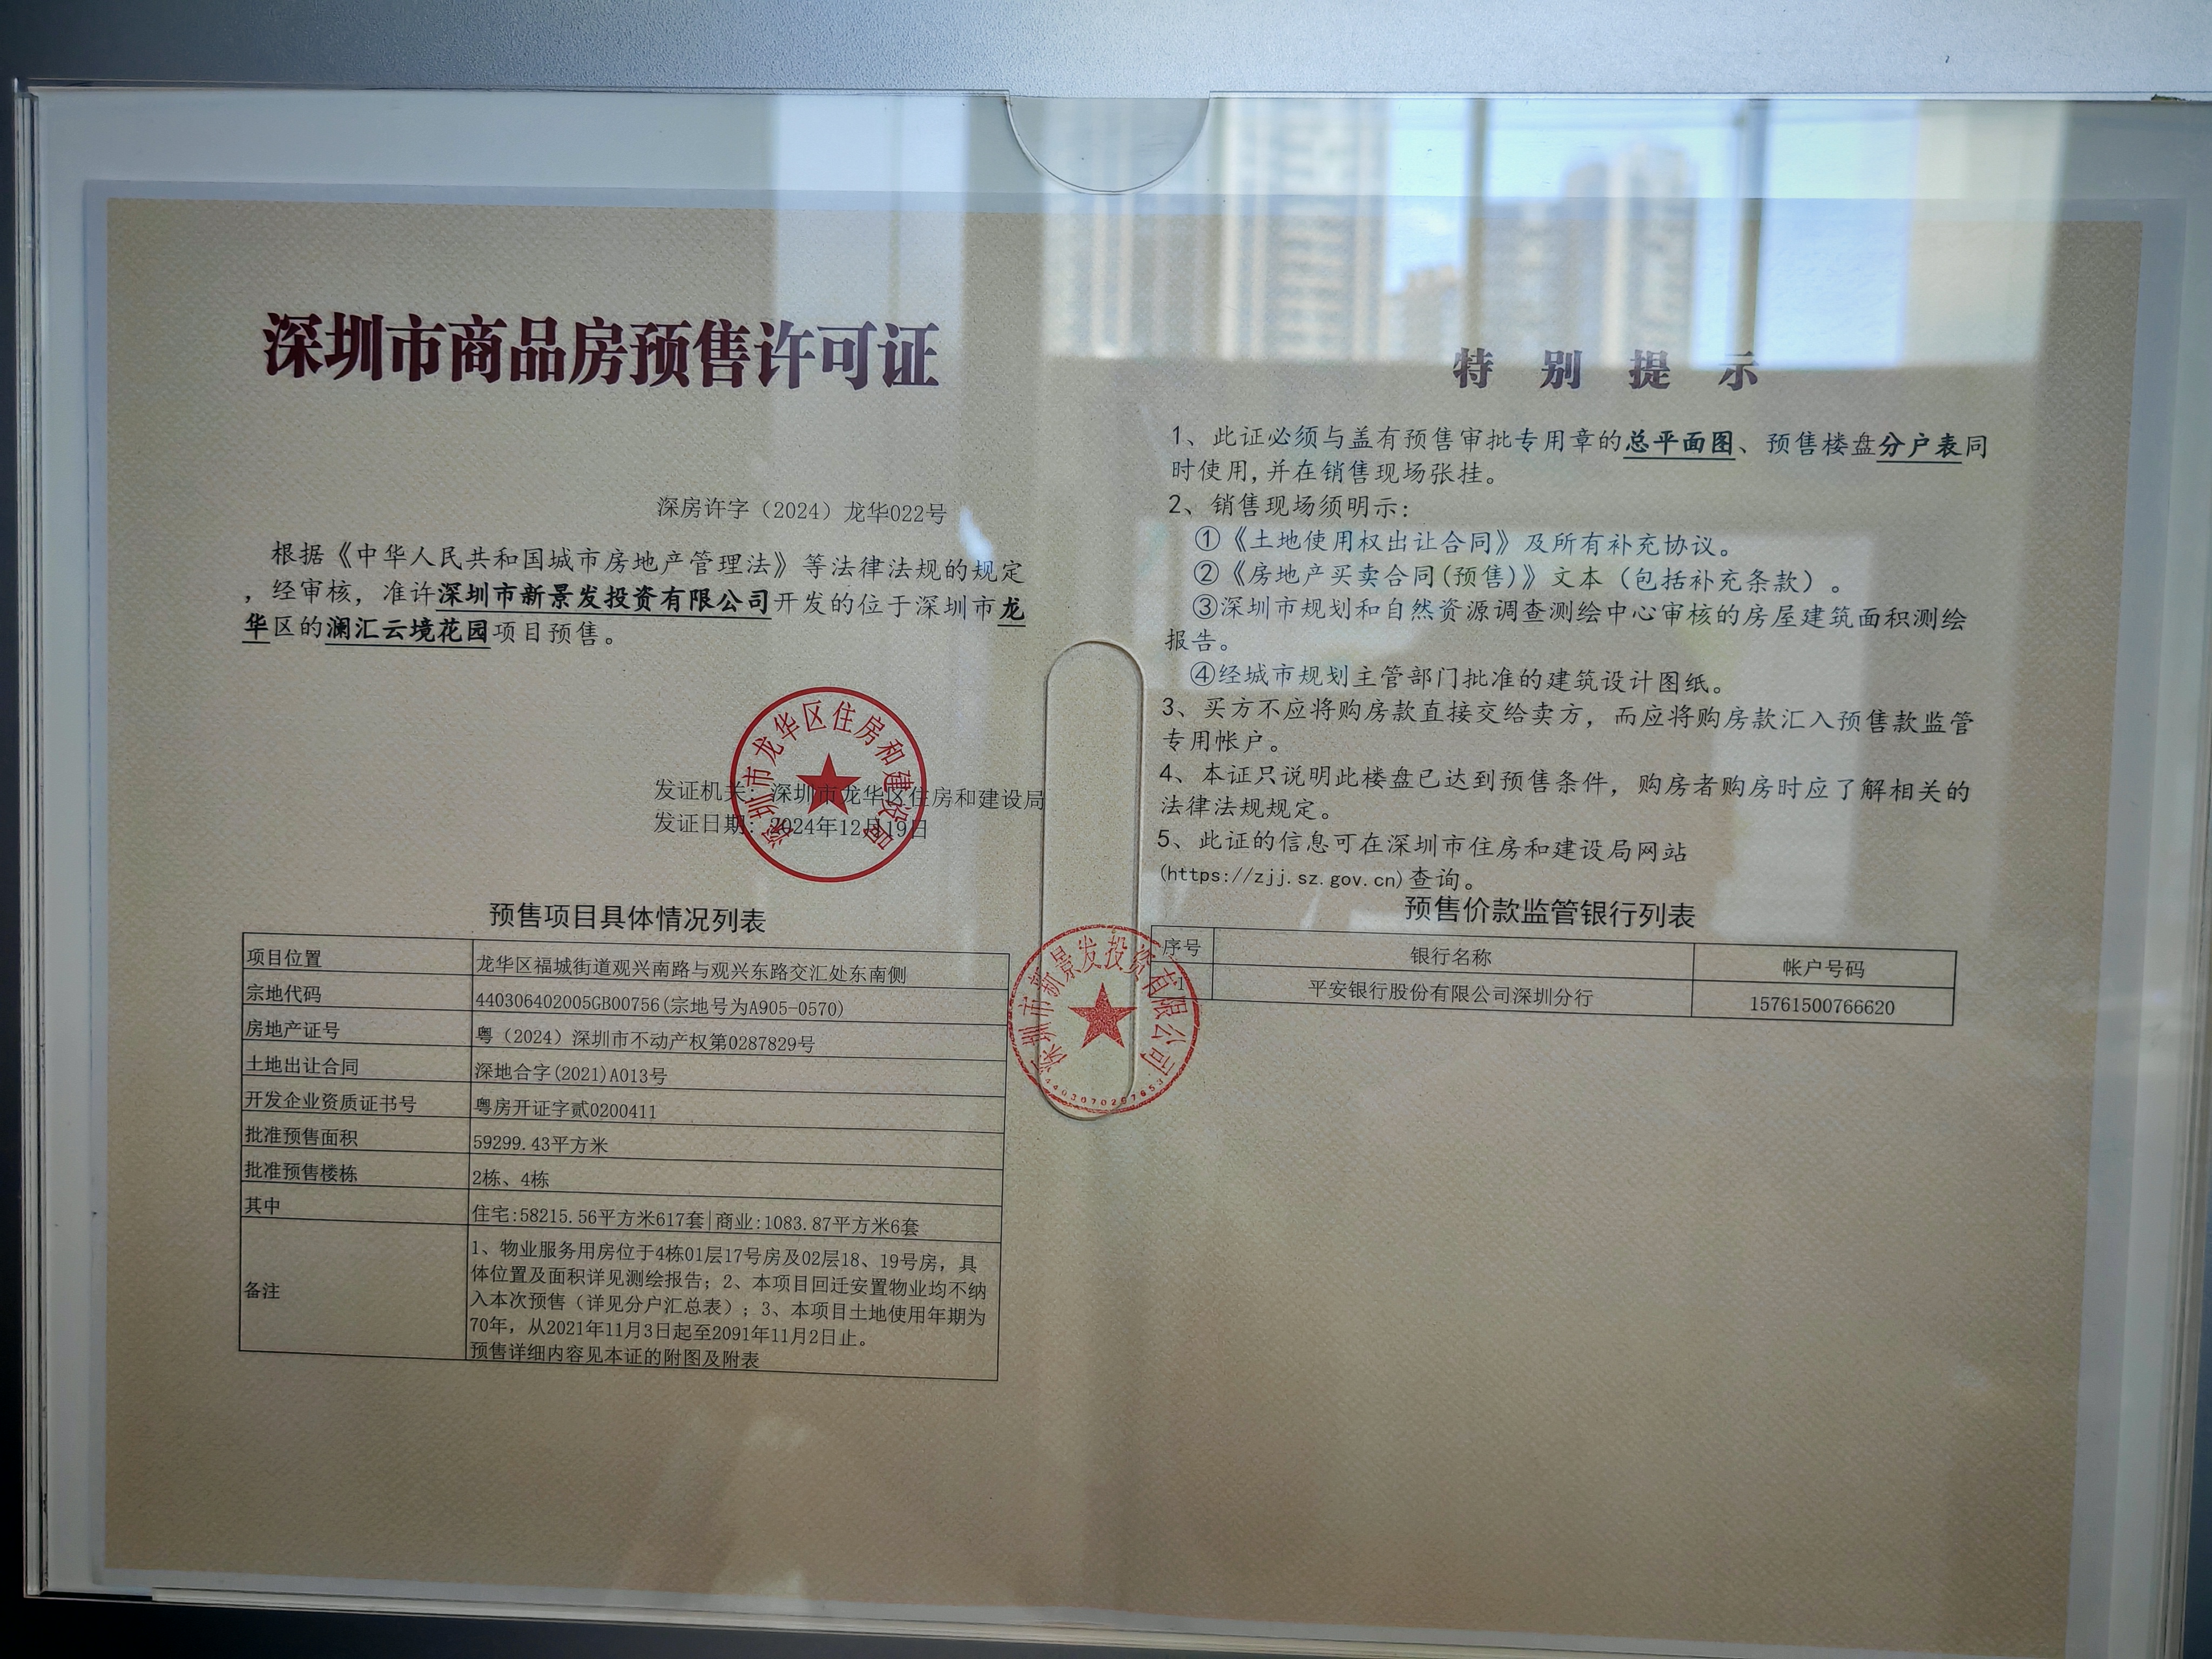 深圳市商品房预售许可证
深房许字（2024）龙华022号
根据《中华人民共和国城市房地产管理法》等法律法规的规定
，经审核，准许深圳市新景发投资有限公司开发的位于深圳市龙
华区的澜汇云境花园项目预售。
深圳市龙华区住房和建设局
发证机关：深圳市龙华区住房和建设局
发证日期：2024年12月19日
预售项目具体情况列表
项目位置 龙华区福城街道观兴南路与观兴东路交汇处东南侧
宗地代码 440306402005GB00756(宗地号为A905-0570)
房地产证号 粤（2024）深圳市不动产权第0287829号
土地出让合同 深地合字(2021)A013号
开发企业资质证书号 粤房开证字贰0200411
批准预售面积 59299.43平方米
批准预售楼栋 2栋、4栋
其中 住宅:58215.56平方米617套|商业:1083.87平方米6套
备注 1、物业服务用房位于4栋01层17号房及02层18、19号房，具
体位置及面积详见测绘报告；2、本项目回迁安置物业均不纳
入本次预售（详见分户汇总表）；3、本项目土地使用年期为
70年，从2021年11月3日起至2091年11月2日止。
预售详细内容见本证的附图及附表
深圳市新景发投资有限公司
特别提示
1、此证必须与盖有预售审批专用章的总平面图、预售楼盘分户表同
时使用,并在销售现场张挂。
2、销售现场须明示:
①《土地使用权出让合同》及所有补充协议。
②《房地产买卖合同(预售)》文本（包括补充条款）。
③深圳市规划和自然资源调查测绘中心审核的房屋建筑面积测绘
报告。
④经城市规划主管部门批准的建筑设计图纸。
3、买方不应将购房款直接交给卖方，而应将购房款汇入预售款监管
专用帐户。
4、本证只说明此楼盘已达到预售条件，购房者购房时应了解相关的
法律法规规定。
5、此证的信息可在深圳市住房和建设局网站
(https://zjj.sz.gov.cn)查询。
预售价款监管银行列表
序号 银行名称 帐户号码
平安银行股份有限公司深圳分行 15761500766620